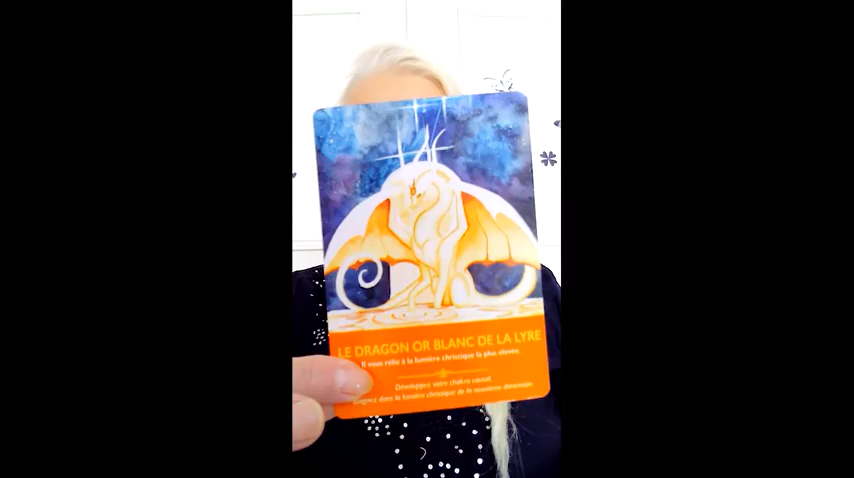 LE DRAGON OR BLANC DE LA LYRE
Il vous relie à la lumière christique la plus élevée.
Développez votre chakra causal
Baignez dans la lumière christique de la neuvième dimension